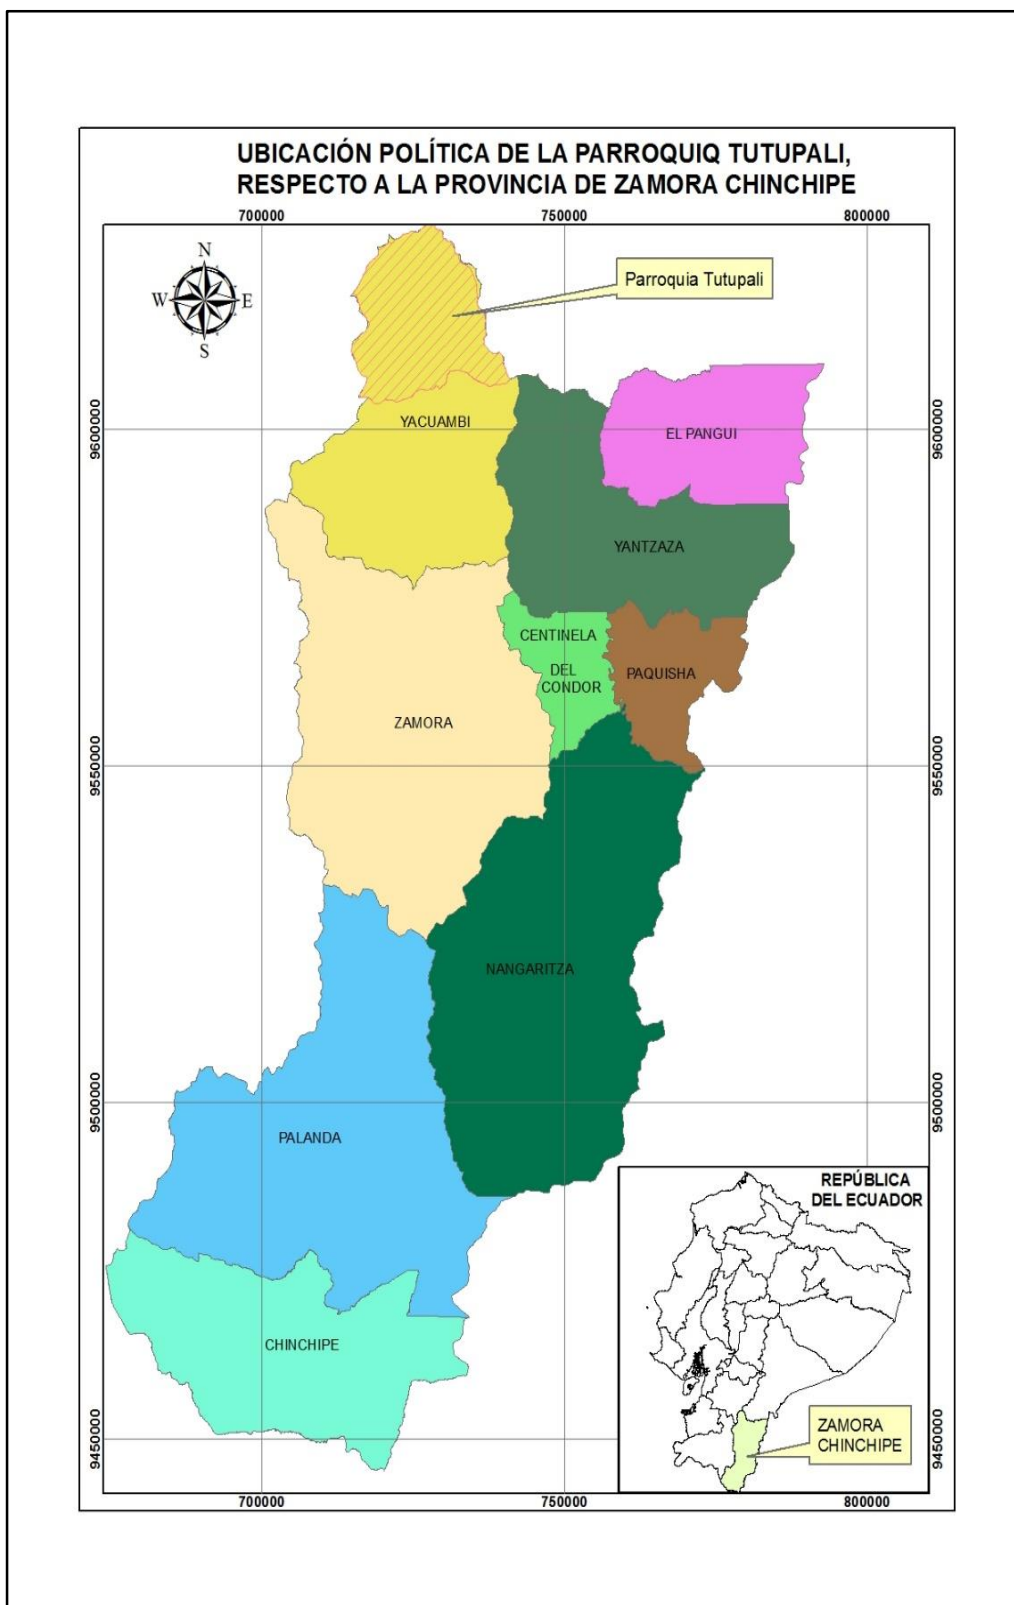 UBICACIÓN POLÍTICA DE LA PARROQUIQ TUTUPALI,
RESPECTO A LA PROVINCIA DE ZAMORA CHINCHIPE
700000
750000
800000
N
W
E
S
Parroquia Tutupali
9600000
9600000
YACUAMBI
EL PANGUI
YANTZAZA
CENTINELA
DEL
CONDOR
PAQUISHA
ZAMORA
9550000
9550000
NANGARITZA
9500000
9500000
PALANDA
REPÚBLICA
DEL ECUADOR
CHINCHIPE
ZAMORA
CHINCHIPE
9450000
9450000
700000
750000
800000